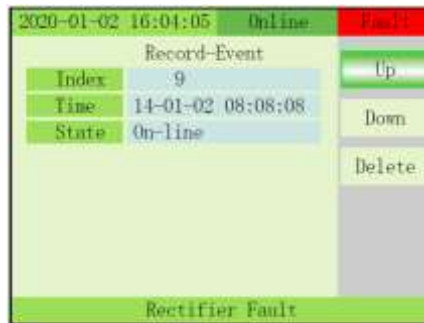 2020-01-02 16:04:05 Online Fault
Record-Event
Up
Index 9
Time 14-01-02 08:08:08
Down
State On-line
Delete
Rectifier Fault